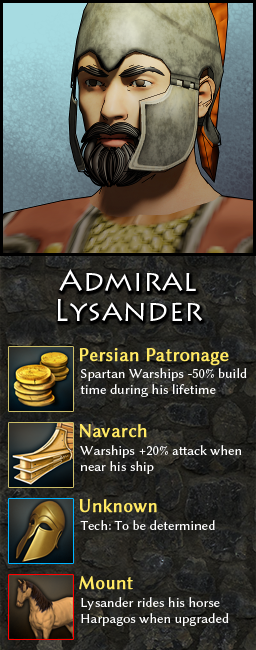 Admiral
Lysander
Persian Patronage
Spartan Warships -50% build
time during his lifetime
Navarch
Warships +20% attack when
near his ship
Unknown
Tech: To be determined
Mount
Lysander rides his horse
Harpagos when upgraded